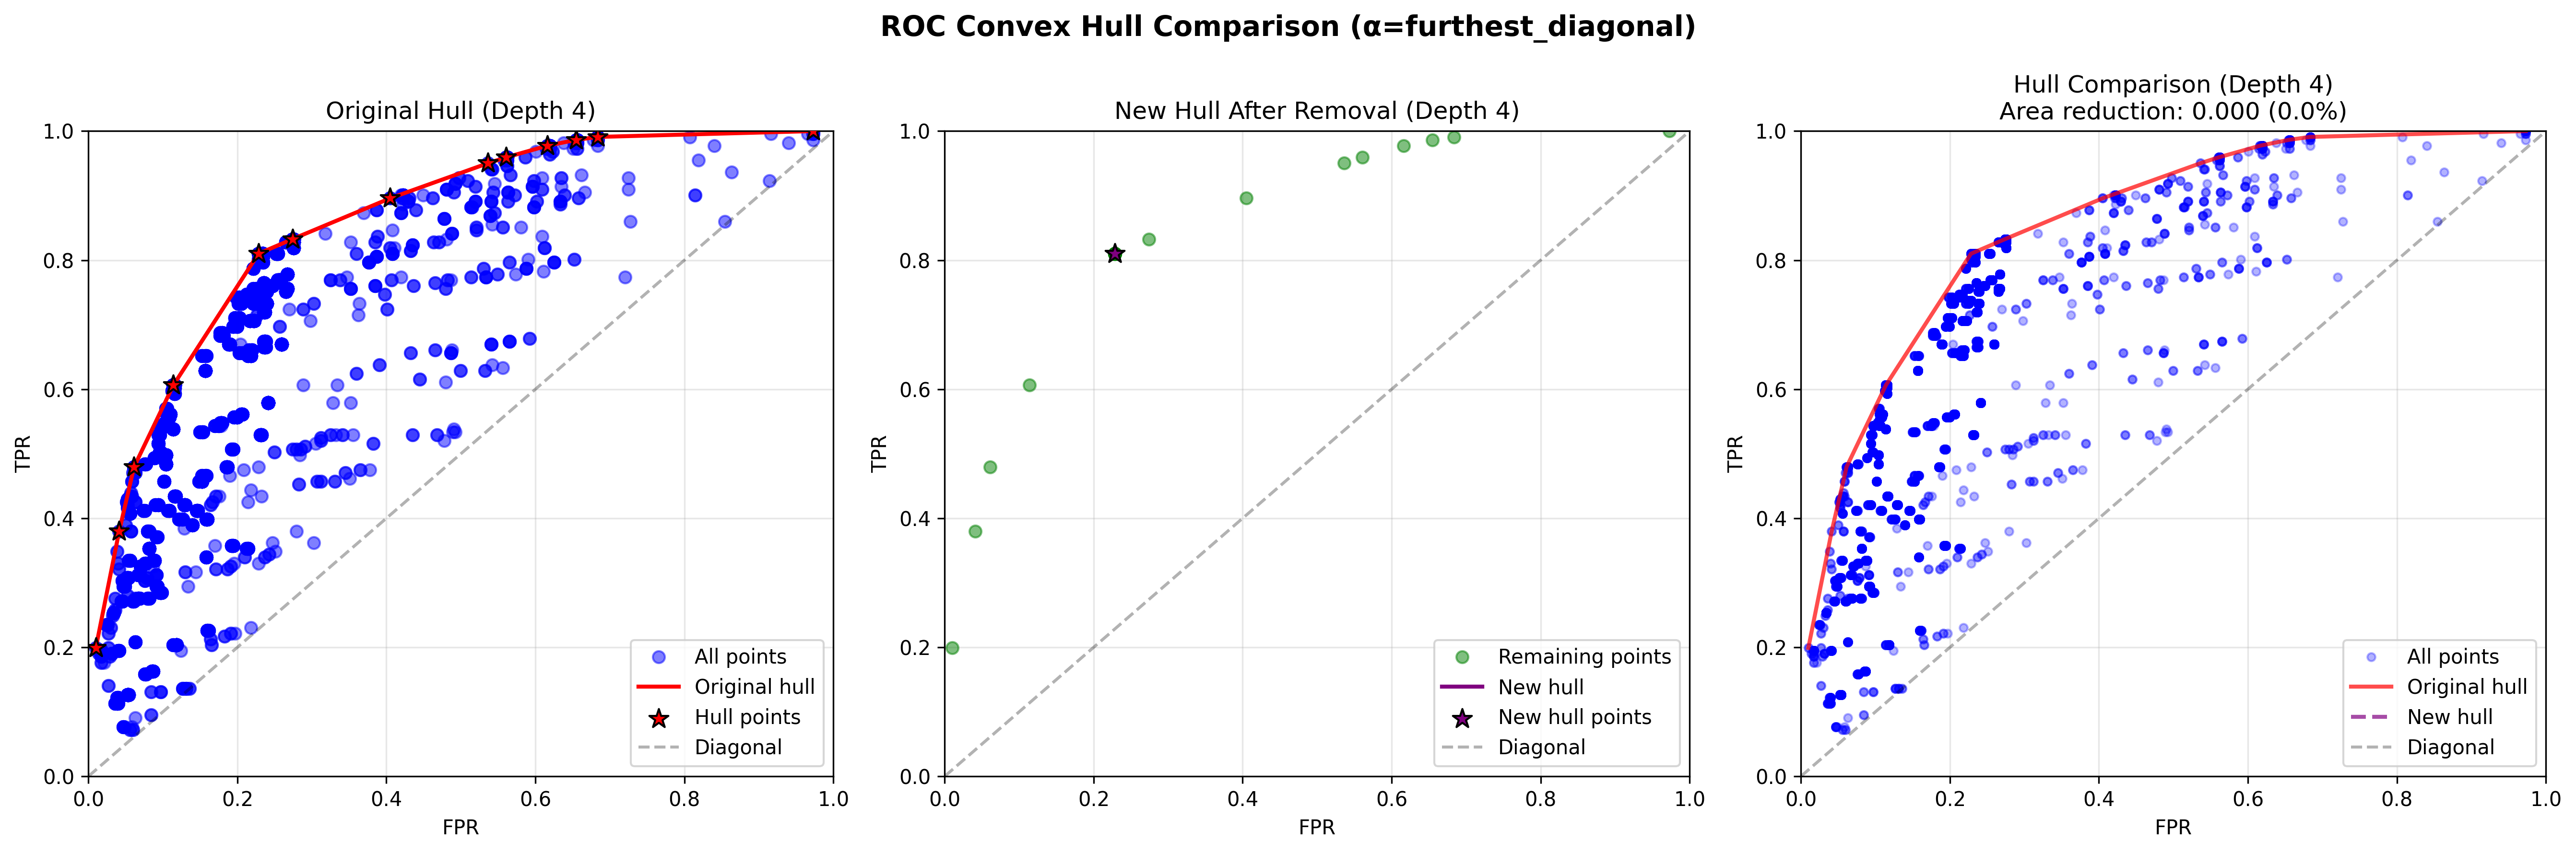 ROC Convex Hull Comparison (α=furthest_diagonal)
Original Hull (Depth 4)
1.0
0.8
0.6
0.4
0.2
0.0
TPR
0.0
0.2
0.4
0.6
0.8
1.0
FPR
All points
Original hull
Hull points
Diagonal
New Hull After Removal (Depth 4)
1.0
0.8
0.6
0.4
0.2
0.0
TPR
0.0
0.2
0.4
0.6
0.8
1.0
FPR
Remaining points
New hull
New hull points
Diagonal
Hull Comparison (Depth 4)
Area reduction: 0.000 (0.0%)
1.0
0.8
0.6
0.4
0.2
0.0
TPR
0.0
0.2
0.4
0.6
0.8
1.0
FPR
All points
Original hull
New hull
Diagonal